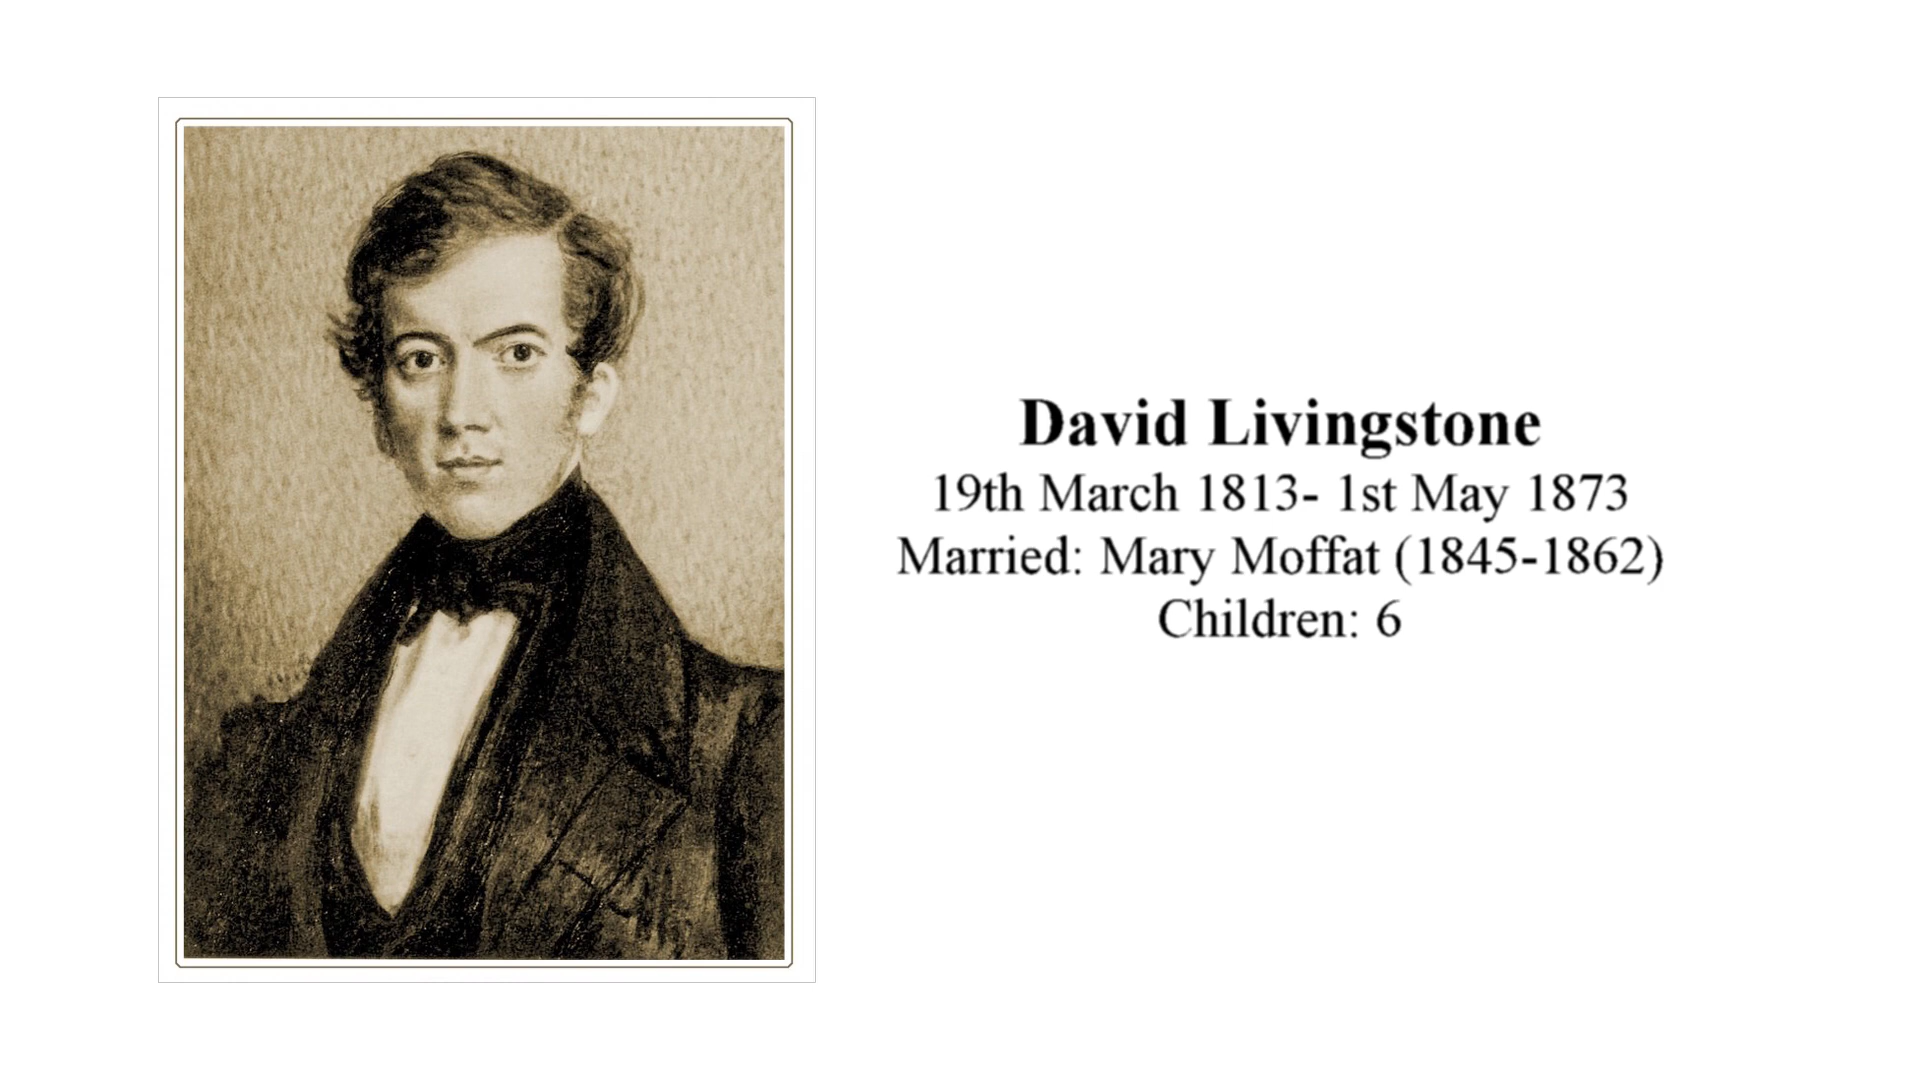 David Livingstone
19th March 1813- 1st May 1873
Married: Mary Moffat (1845-1862)
Children: 6